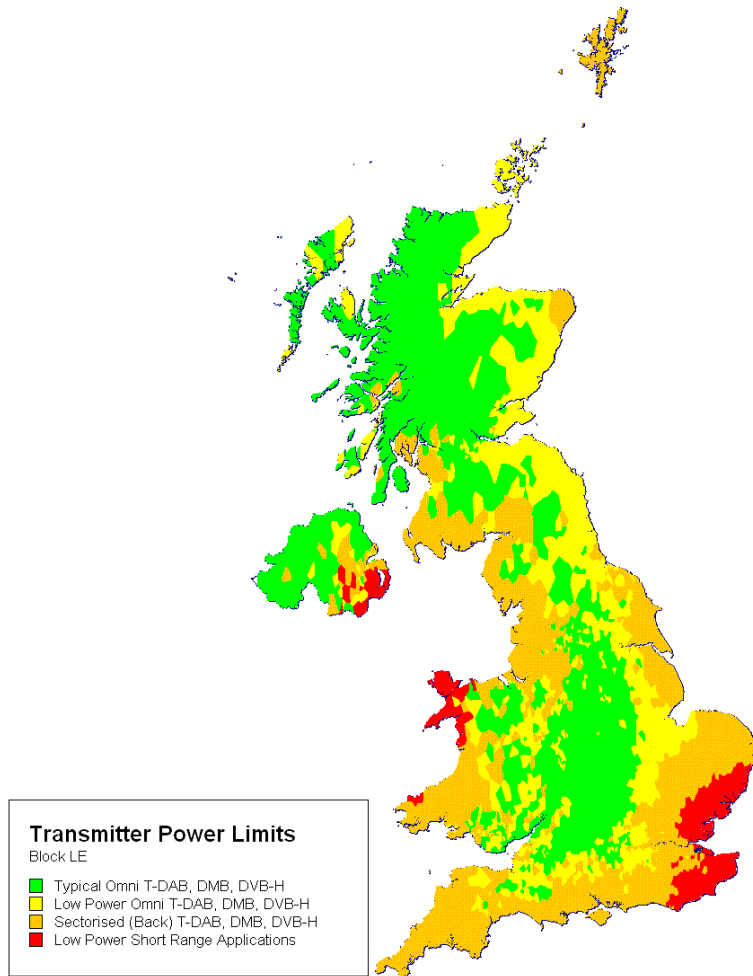 Transmitter Power Limits
Block LE
Typical Omni T-DAB, DMB, DVB-H
Low Power Omni T-DAB, DMB, DVB-H
Sectorised (Back) T-DAB, DMB, DVB-H
Low Power Short Range Applications